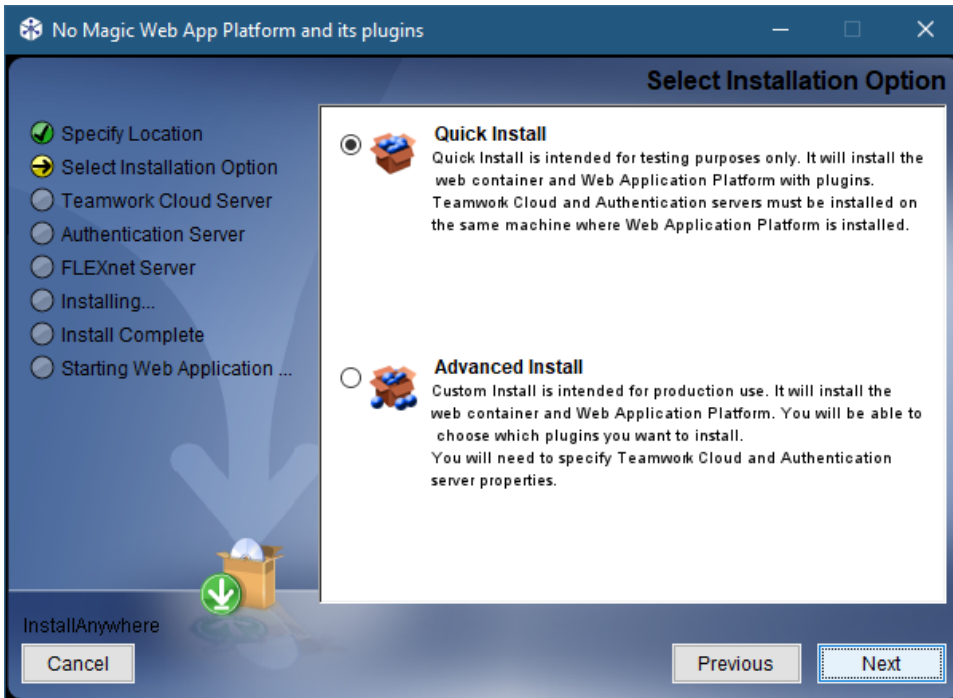 No Magic Web App Platform and its plugins
Select Installation Option
Specify Location
Select Installation Option
Teamwork Cloud Server
Authentication Server
FLEXnet Server
Installing...
Install Complete
Starting Web Application ...
Quick Install
Quick Install is intended for testing purposes only. It will install the
web container and Web Application Platform with plugins.
Teamwork Cloud and Authentication servers must be installed on
the same machine where Web Application Platform is installed.
Advanced Install
Custom Install is intended for production use. It will install the
web container and Web Application Platform. You will be able to
choose which plugins you want to install.
You will need to specify Teamwork Cloud and Authentication
server properties.
InstallAnywhere
Cancel
Previous
Next